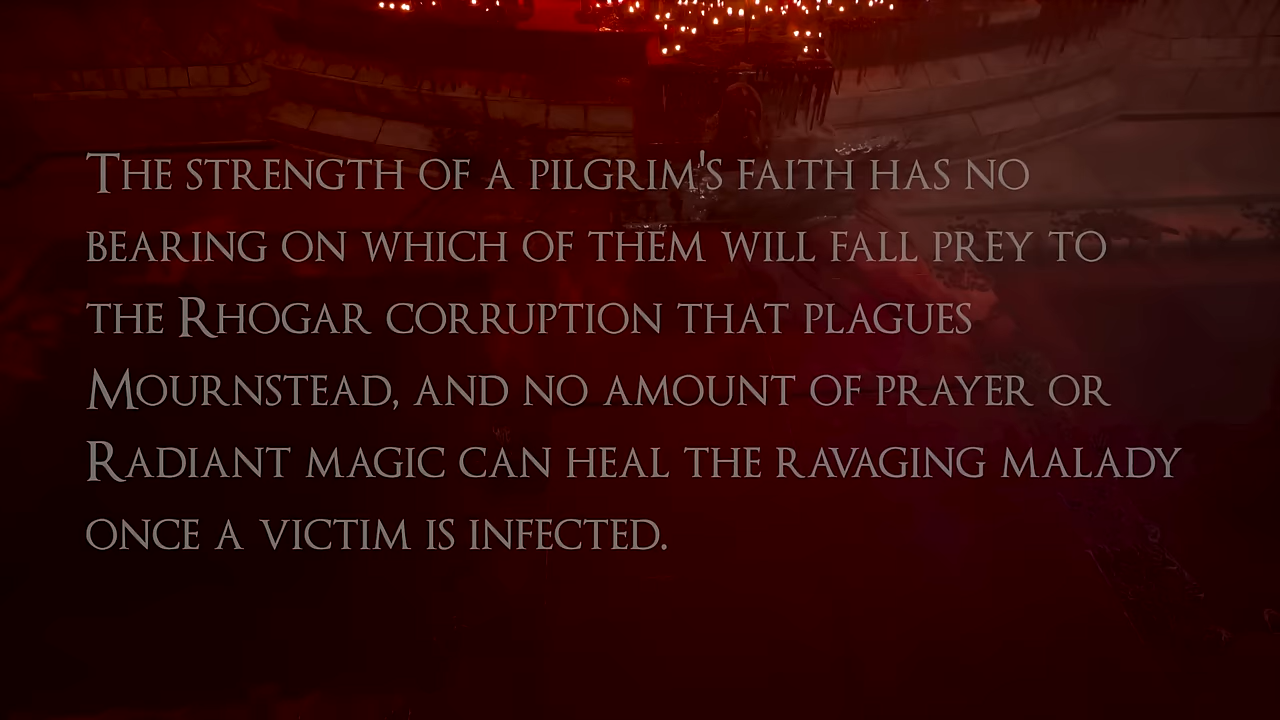 The strength of a pilgrim's faith has no
bearing on which of them will fall prey to
the Rhogar corruption that plagues
Mournstead, and no amount of prayer or
Radiant magic can heal the ravaging malady
once a victim is infected.